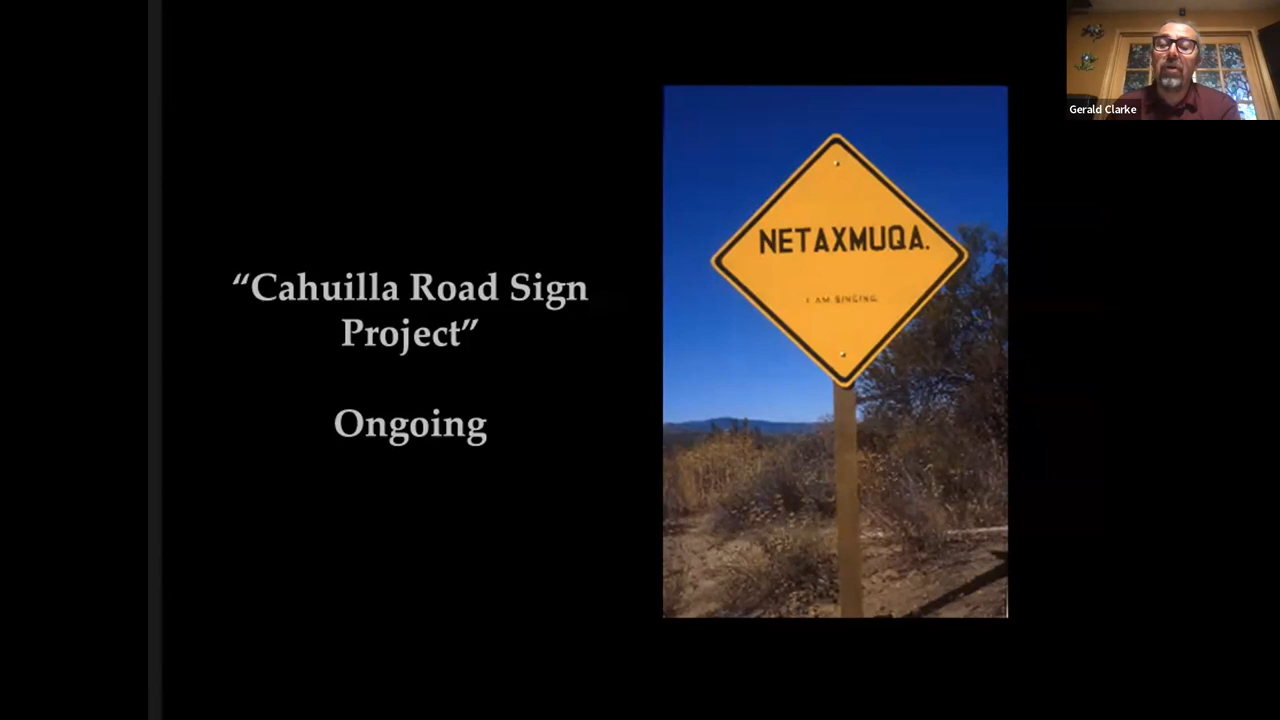 Gerald Clarke
“Cahuilla Road Sign
Project”
Ongoing
NETAXMUQA.
I AM SINGING.